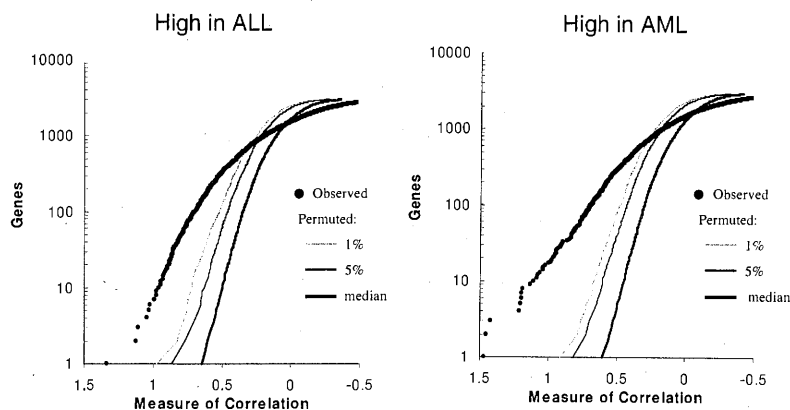 High in ALL
10000
1000
100
10
1
Genes
Observed
Permuted:
1%
5%
median
1.5 1 0.5 0 -0.5
Measure of Correlation
High in AML
10000
1000
100
10
1
Genes
Observed
Permuted:
1%
5%
median
1.5 1 0.5 0 -0.5
Measure of Correlation